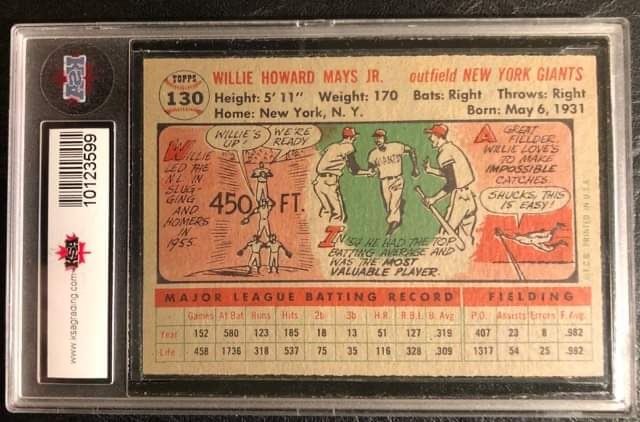 KSA
www.ksagrading.com
KSA
10123599
TOPPS
130
WILLIE HOWARD MAYS JR. outfield NEW YORK GIANTS
Height: 5' 11" Weight: 170 Bats: Right Throws: Right
Home: New York, N. Y. Born: May 6, 1931
WILLIE LED THE N.L. IN SLUGGING AND HOMERS IN 1955.
WILLIE'S UP!
WE'RE READY
450 FT.
GIANTS
IN '54 HE HAD THE TOP
BATTING AVERAGE AND
WAS THE MOST
VALUABLE PLAYER.
A GREAT
FIELDER,
WILLIE LOVES
TO MAKE
IMPOSSIBLE
CATCHES.
SHUCKS, THIS
IS EASY!
©T.C.G. PRINTED IN U.S.A.
MAJOR LEAGUE BATTING RECORD FIELDING
Games At Bat Runs Hits 2b 3b H.R. R.B.I. B. Avg. P.O. Assists Errors F. Avg.
Year 152 580 123 185 18 13 51 127 .319 407 23 8 .982
Life 458 1736 318 537 75 35 116 328 .309 1317 54 25 .982